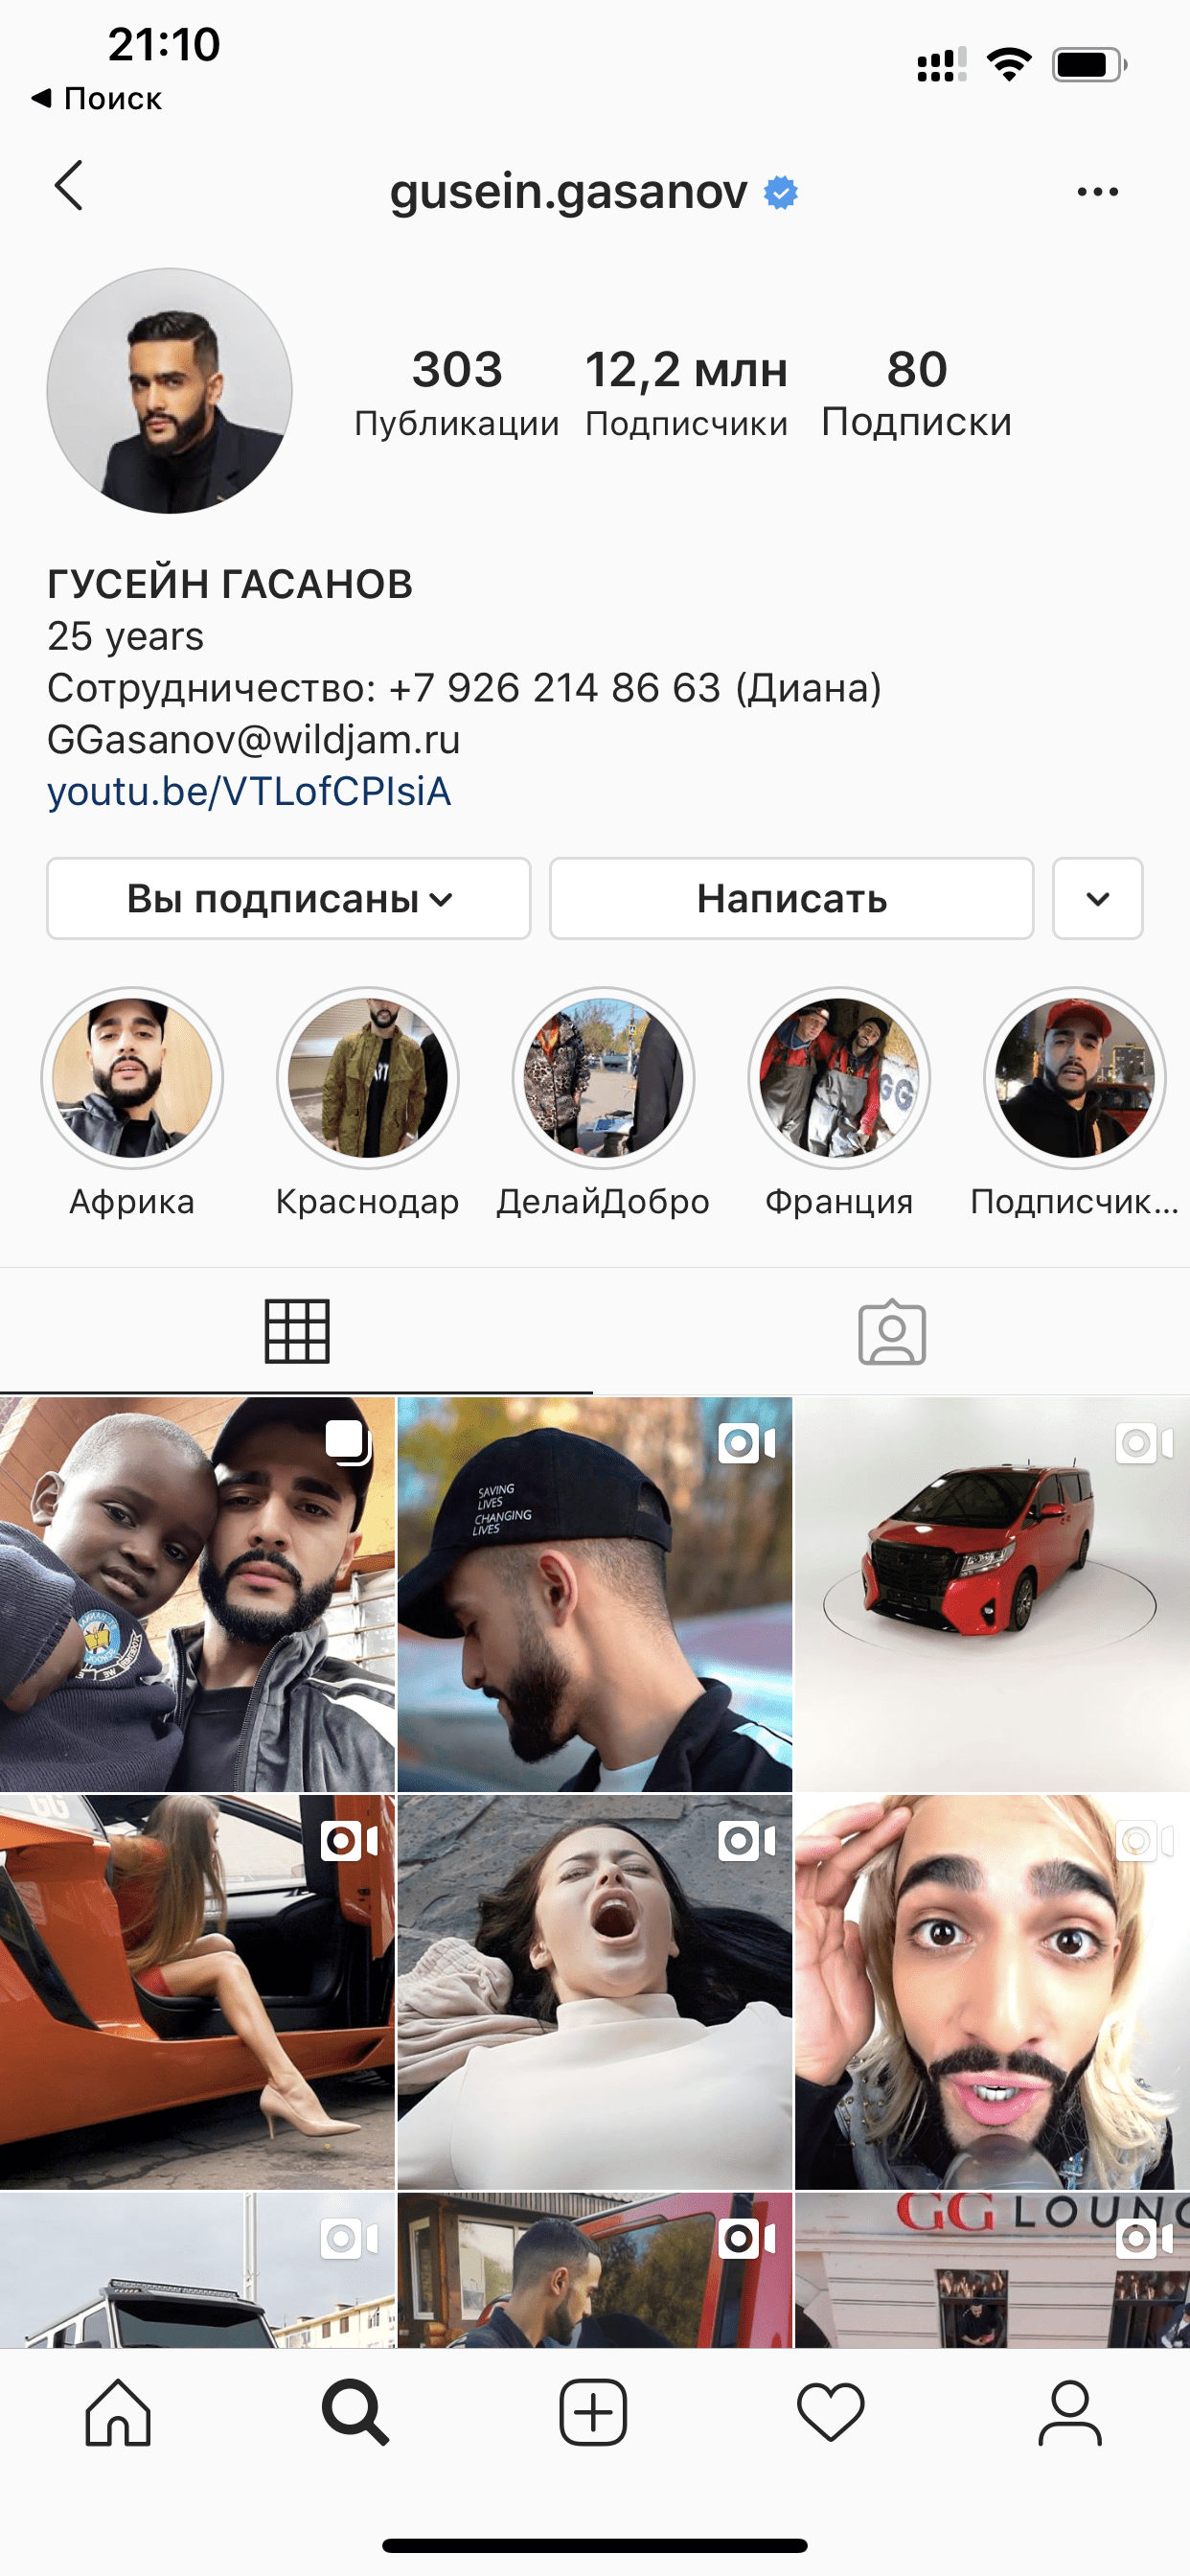 21:10
Поиск
gusein.gasanov
303
Публикации
12,2 млн
Подписчики
80
Подписки
ГУСЕЙН ГАСАНОВ
25 years
Сотрудничество: +7 926 214 86 63 (Диана)
GGasanov@wildjam.ru
youtu.be/VTLofCPIsiA
Вы подписаны
Написать
GG
Африка
Краснодар
ДелайДобро
Франция
Подписчик...
SAVING
LIVES
CHANGING
LIVES
GG
GG LOUNG